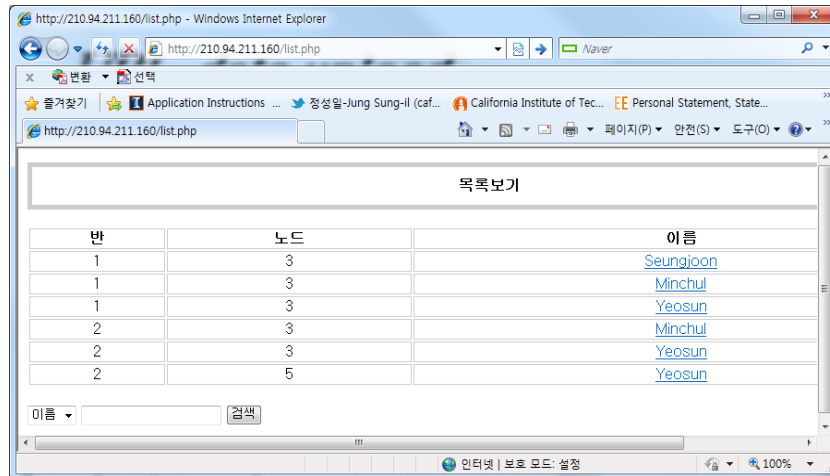 http://210.94.211.160/list.php - Windows Internet Explorer
http://210.94.211.160/list.php
Naver
x 변환 선택
즐겨찾기 Application Instructions ... 정성일-Jung Sung-il (caf... California Institute of Tec... Personal Statement, State...
http://210.94.211.160/list.php 페이지(P) 안전(S) 도구(O)
목록보기
반 노드 이름
1 3 Seungjoon
1 3 Minchul
1 3 Yeosun
2 3 Minchul
2 3 Yeosun
2 5 Yeosun
이름 검색
인터넷 | 보호 모드: 설정 100%